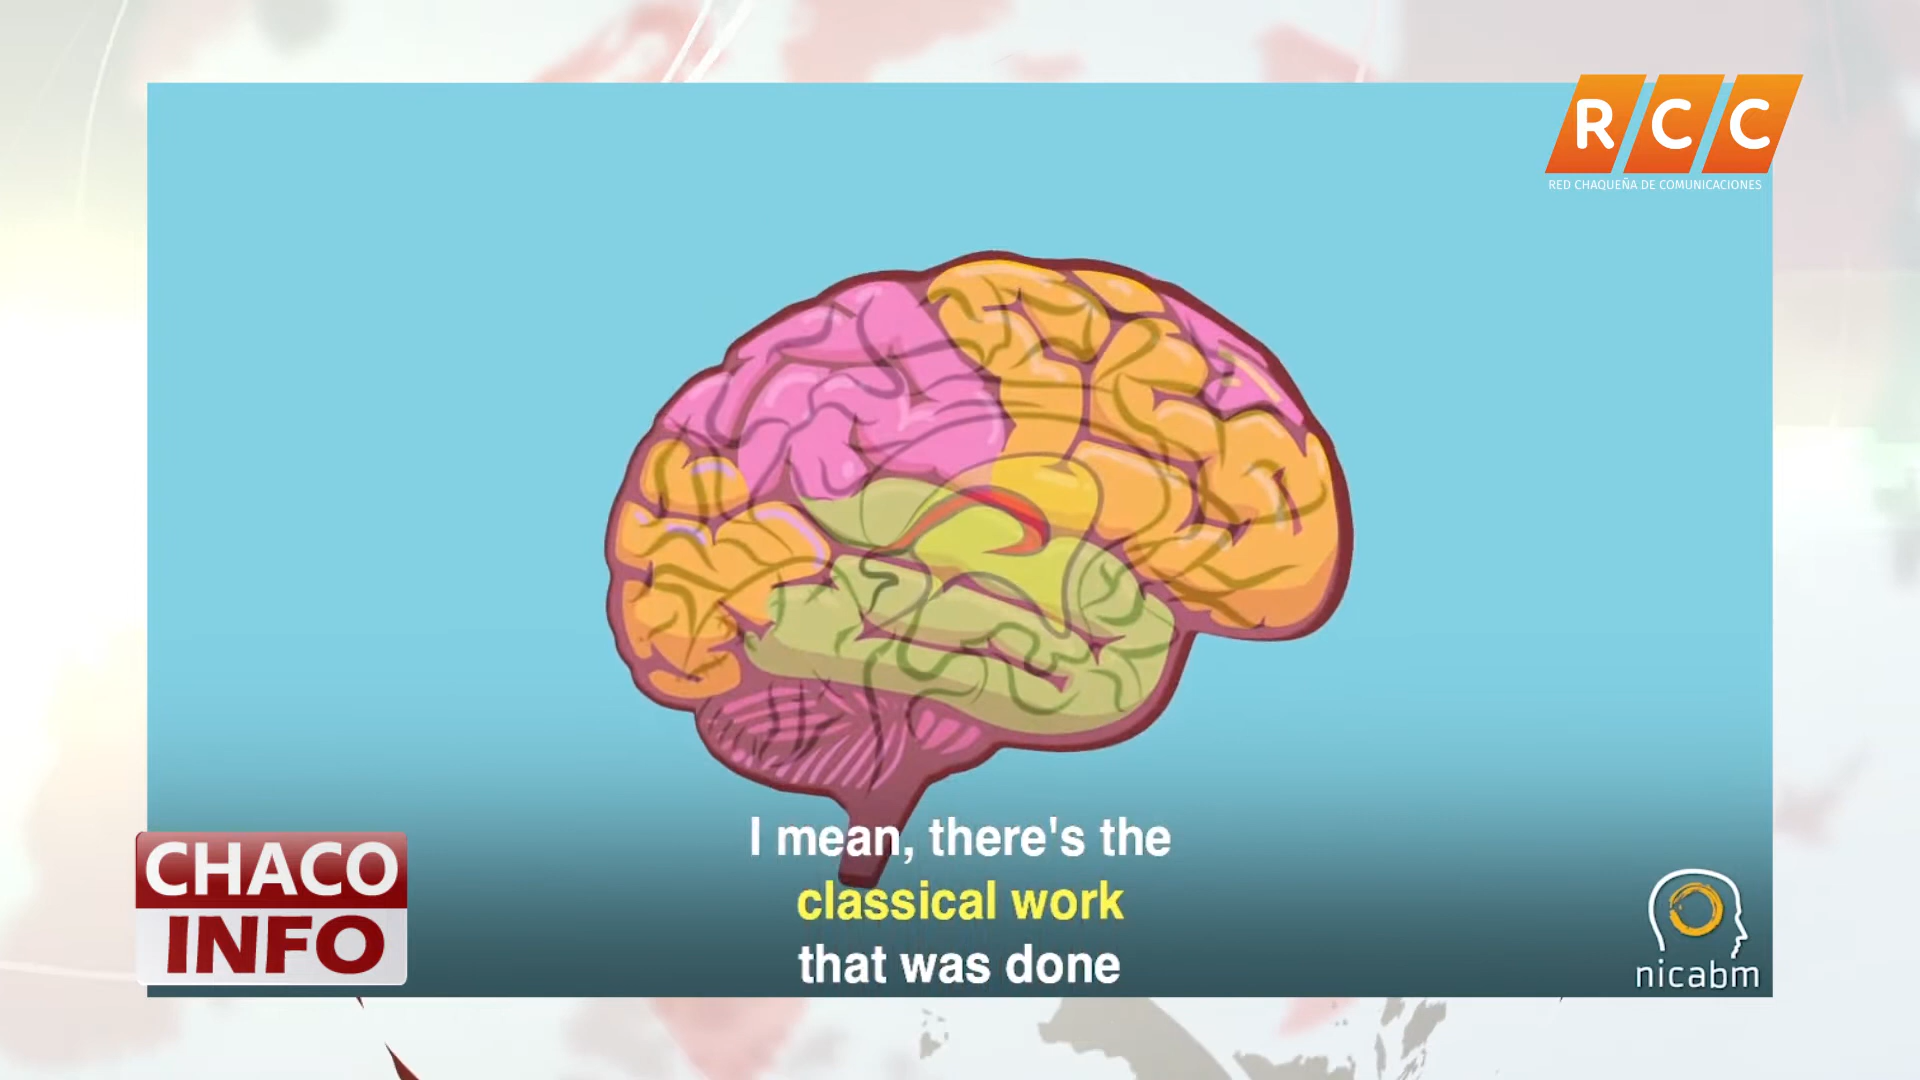 RCC
RED CHAQUEÑA DE COMUNICACIONES
I mean, there's the
classical work
that was done
CHACO
INFO
nicabm